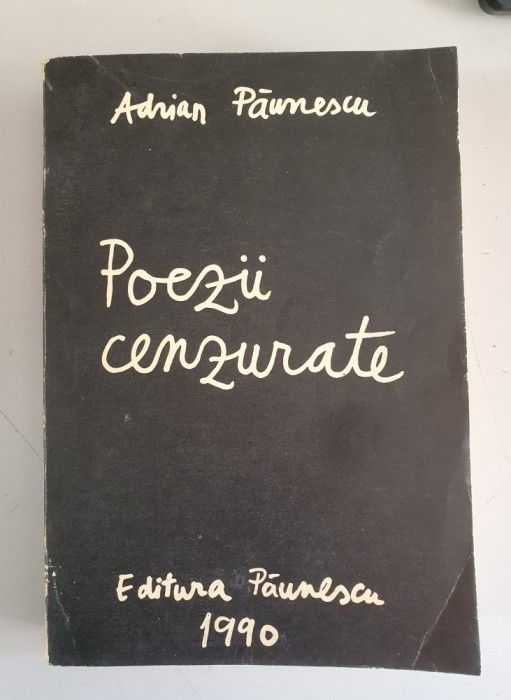 Adrian Păunescu
Poezii
cenzurate
Editura Păunescu
1990